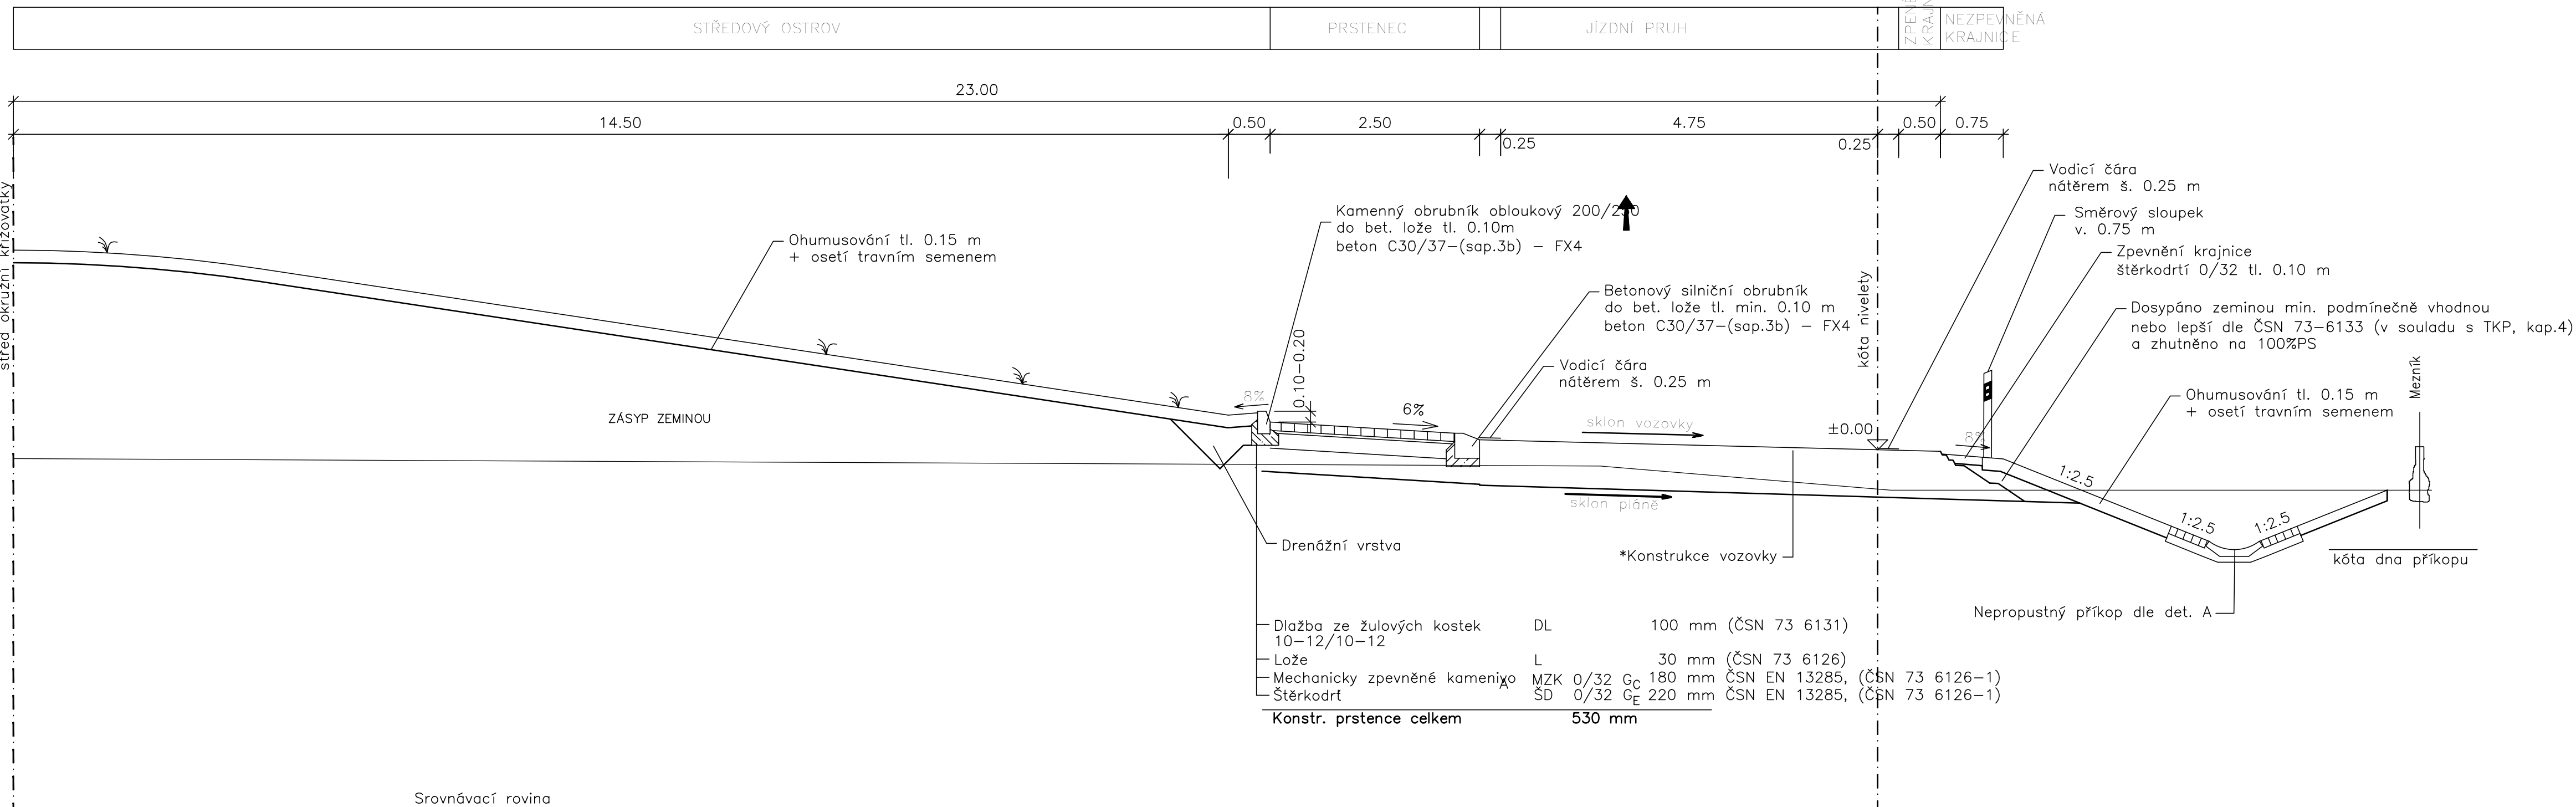 STŘEDOVÝ OSTROV
PRSTENEC
JÍZDNÍ PRUH
NEZPEVNĚNÁ
KRAJNICE
23.00
14.50
0.50
2.50
0.25
4.75
0.25
0.50
0.75
střed okružní křižovatky
Ohumusování tl. 0.15 m
+ osetí travním semenem
Kamenný obrubník obloukový 200/250
do bet. lože tl. 0.10m
beton C30/37-(sap.3b) - FX4
Betonový silniční obrubník
do bet. lože tl. min. 0.10 m
beton C30/37-(sap.3b) - FX4
Vodicí čára
nátěrem š. 0.25 m
kóta nivelety
Vodicí čára
nátěrem š. 0.25 m
Směrový sloupek
v. 0.75 m
Zpevnění krajnice
štěrkodrtí 0/32 tl. 0.10 m
Dosypáno zeminou min. podmínečně vhodnou
nebo lepší dle ČSN 73-6133 (v souladu s TKP, kap.4)
a zhutněno na 100%PS
Ohumusování tl. 0.15 m
+ osetí travním semenem
Mezník
ZÁSYP ZEMINOU
8%
0.10-0.20
6%
sklon vozovky
±0.00
8%
1:2.5
sklon pláně
1:2.5
1:2.5
Drenážní vrstva
*Konstrukce vozovky
kóta dna příkopu
Nepropustný příkop dle det. A
Dlažba ze žulových kostek DL 100 mm (ČSN 73 6131)
10-12/10-12
Lože L 30 mm (ČSN 73 6126)
Mechanicky zpevněné kamenivo MZK 0/32 GC 180 mm ČSN EN 13285, (ČSN 73 6126-1)
Štěrkodrť ŠDA 0/32 GE 220 mm ČSN EN 13285, (ČSN 73 6126-1)
Konstr. prstence celkem 530 mm
Srovnávací rovina